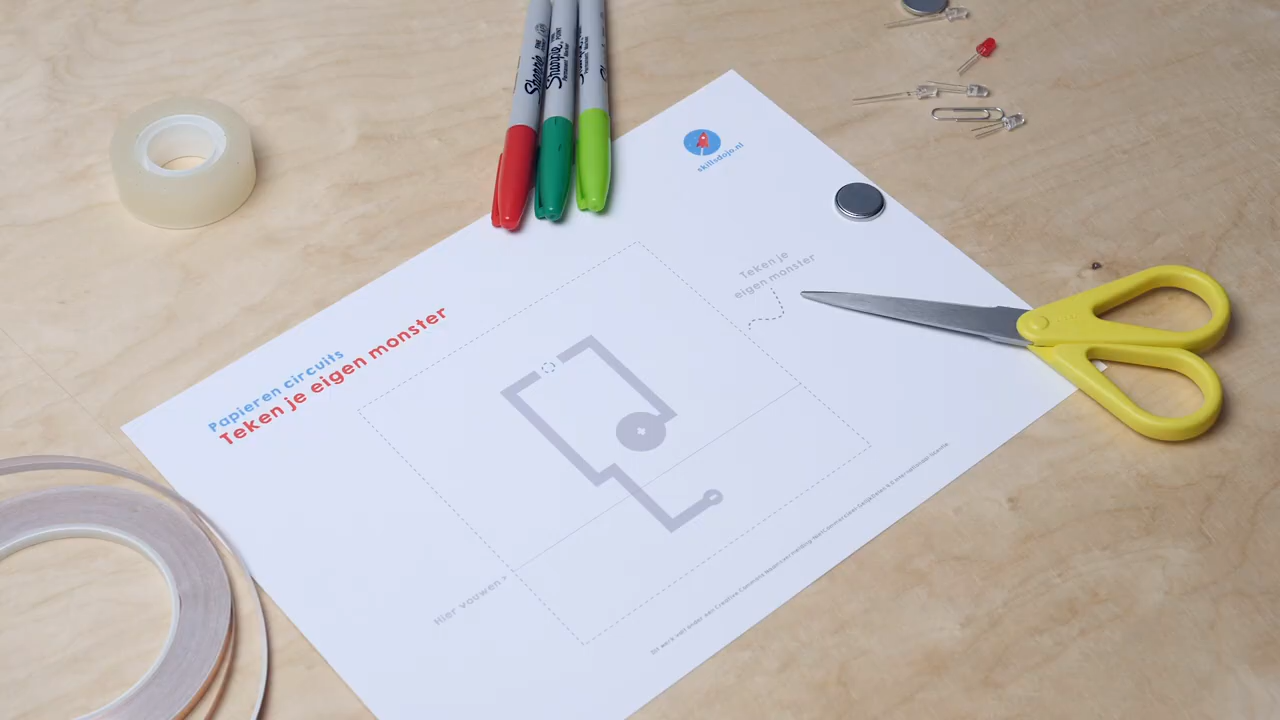 Sharpie
Sharpie
skillsdojo.nl
Papieren circuits
Teken je eigen monster
Teken je
eigen monster
Hier vouwen >